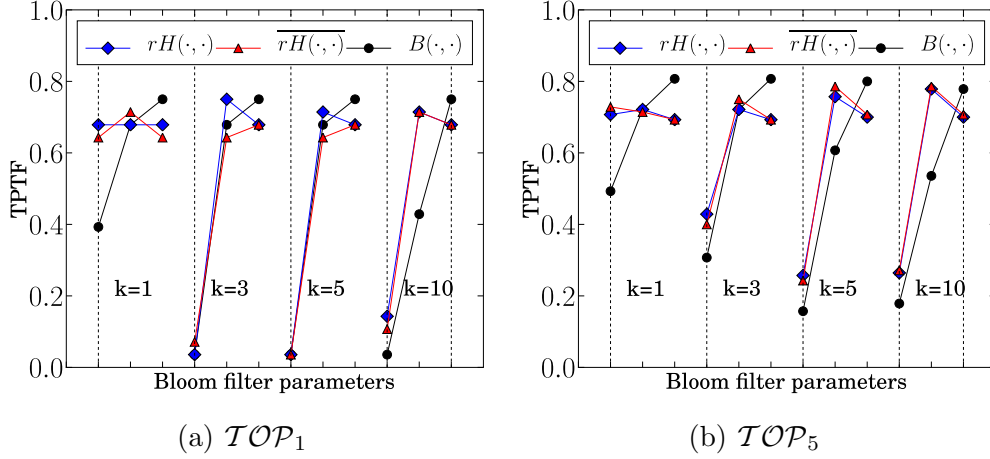 1.0
0.8
0.6
0.4
0.2
0.0
TPTF
rH(·,·) $\overline{rH(·,·)}$ B(·,·)
k=1 k=3 k=5 k=10
Bloom filter parameters
(a) 𝒯𝒪𝒫₁
1.0
0.8
0.6
0.4
0.2
0.0
TPTF
rH(·,·) $\overline{rH(·,·)}$ B(·,·)
k=1 k=3 k=5 k=10
Bloom filter parameters
(b) 𝒯𝒪𝒫₅